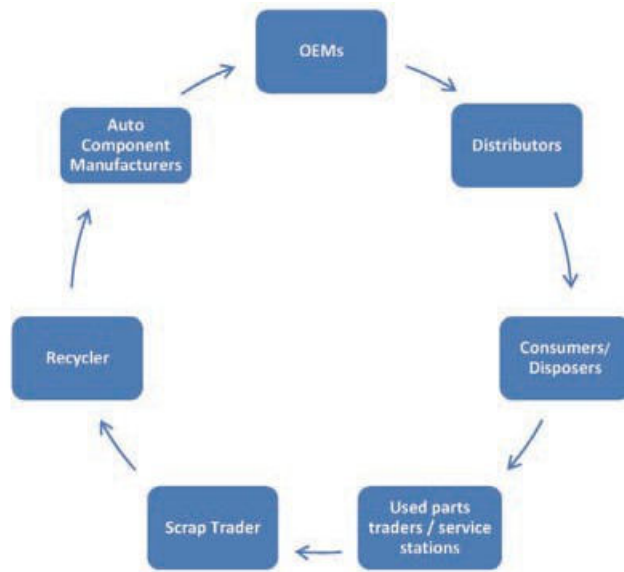 OEMs
Distributors
Consumers/
Disposers
Used parts
traders / service
stations
Scrap Trader
Recycler
Auto
Component
Manufacturers